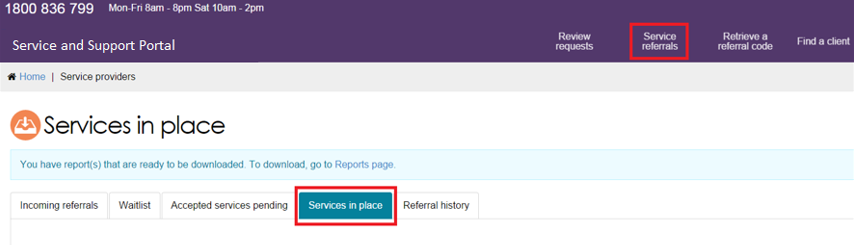 1800 836 799 Mon-Fri 8am - 8pm Sat 10am - 2pm
Service and Support Portal
Review requests
Service referrals
Retrieve a referral code
Find a client
Home | Service providers
Services in place
You have report(s) that are ready to be downloaded. To download, go to Reports page.
Incoming referrals Waitlist Accepted services pending Services in place Referral history